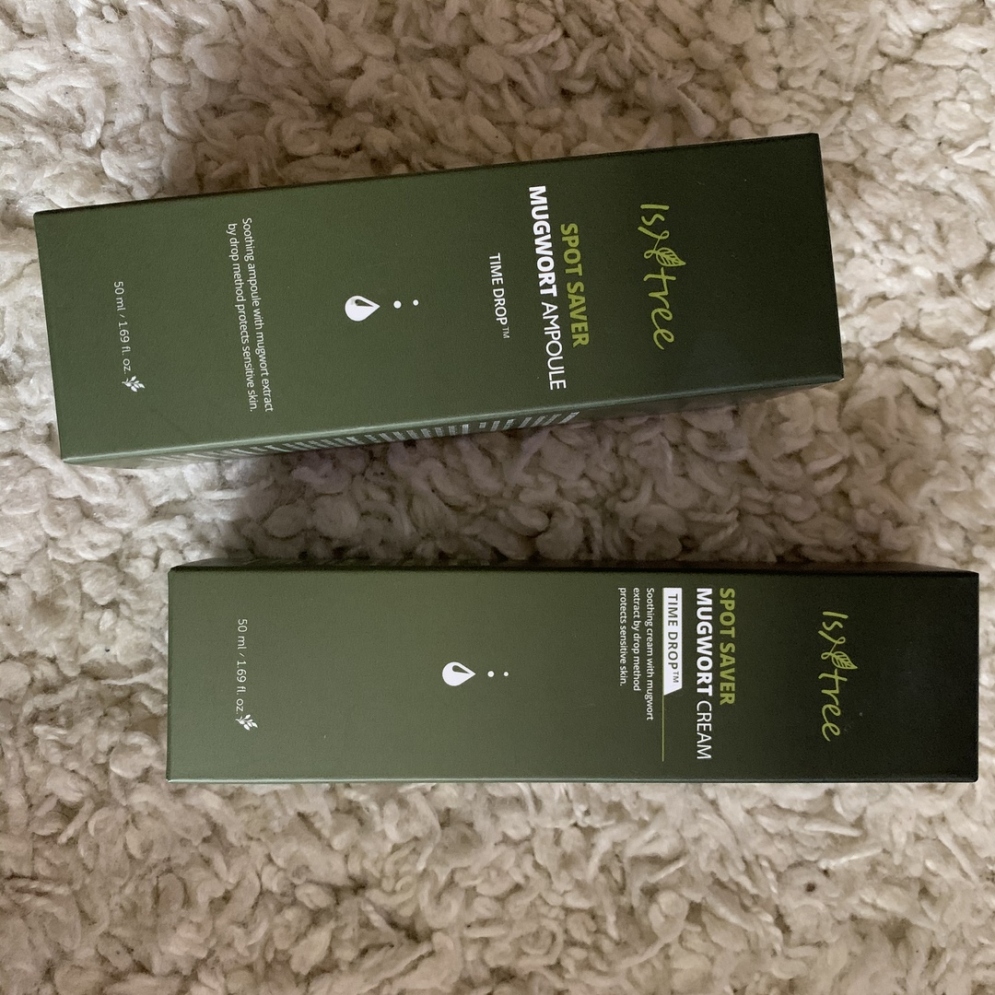 Isntree
SPOT SAVER
MUGWORT AMPOULE
TIME DROP™
Soothing ampoule with mugwort extract
by drop method protects sensitive skin.
50 ml / 1.69 fl. oz.
Isntree
SPOT SAVER
MUGWORT CREAM
TIME DROP™
Soothing cream with mugwort
extract by drop method
protects sensitive skin.
50 ml / 1.69 fl. oz.